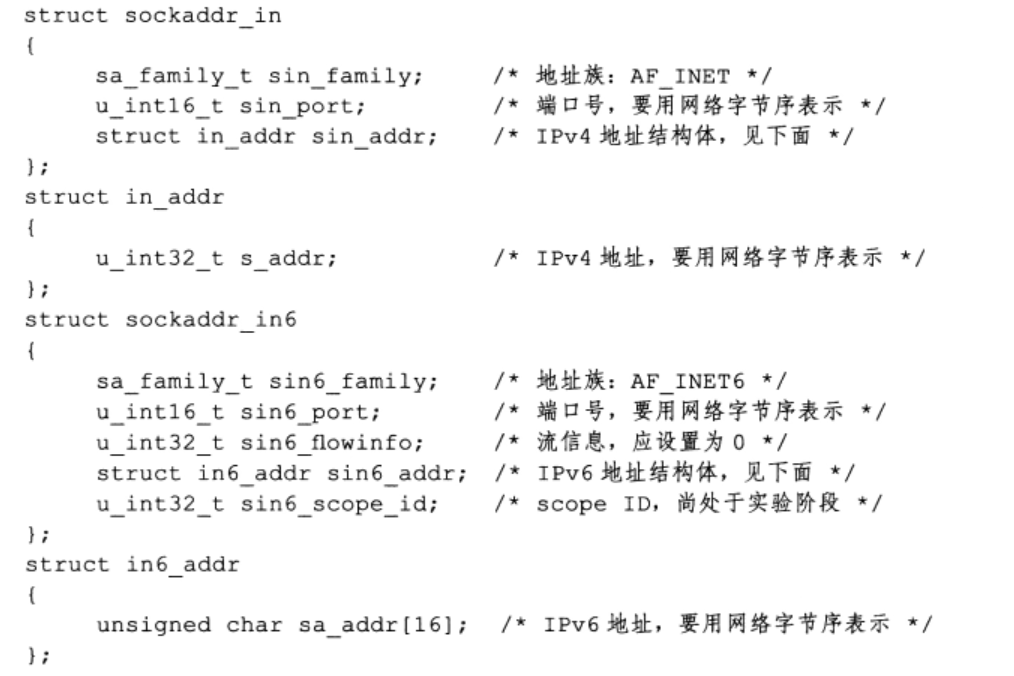 struct sockaddr_in
{
     sa_family_t sin_family;     /* 地址族：AF_INET */
     u_int16_t sin_port;         /* 端口号，要用网络字节序表示 */
     struct in_addr sin_addr;    /* IPv4 地址结构体，见下面 */
};
struct in_addr
{
     u_int32_t s_addr;           /* IPv4 地址，要用网络字节序表示 */
};
struct sockaddr_in6
{
     sa_family_t sin6_family;    /* 地址族：AF_INET6 */
     u_int16_t sin6_port;        /* 端口号，要用网络字节序表示 */
     u_int32_t sin6_flowinfo;    /* 流信息，应设置为 0 */
     struct in6_addr sin6_addr;  /* IPv6 地址结构体，见下面 */
     u_int32_t sin6_scope_id;    /* scope ID，尚处于实验阶段 */
};
struct in6_addr
{
     unsigned char sa_addr[16];  /* IPv6 地址，要用网络字节序表示 */
};